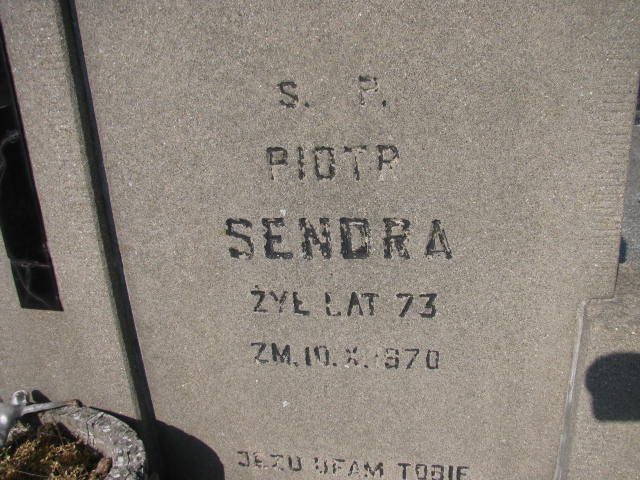 S. P.
PIOTR
SENDRA
ŻYŁ LAT 73
ZM. 10. X. 1970
JEZU UFAM TOBIE